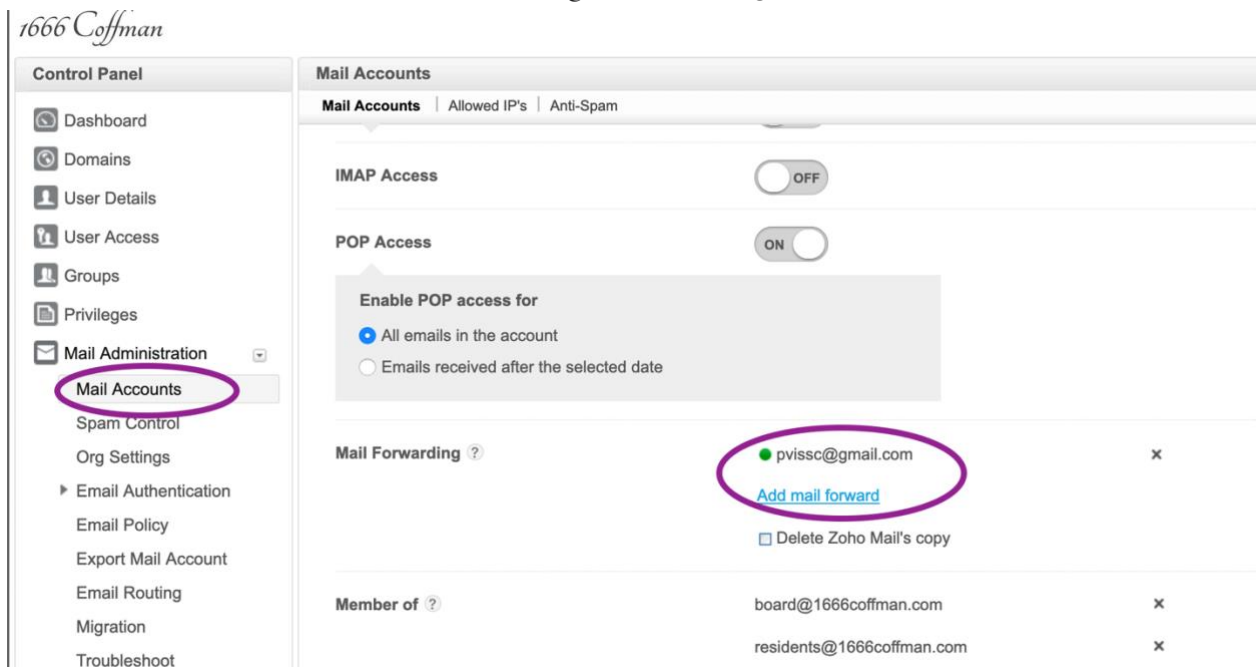 1666 Coffman
Control Panel
Dashboard
Domains
User Details
User Access
Groups
Privileges
Mail Administration
Mail Accounts
Spam Control
Org Settings
Email Authentication
Email Policy
Export Mail Account
Email Routing
Migration
Troubleshoot
Mail Accounts
Mail Accounts | Allowed IP's | Anti-Spam
IMAP Access OFF
POP Access ON
Enable POP access for
All emails in the account
Emails received after the selected date
Mail Forwarding ? pvissc@gmail.com ×
Add mail forward
Delete Zoho Mail's copy
Member of ? board@1666coffman.com ×
residents@1666coffman.com ×